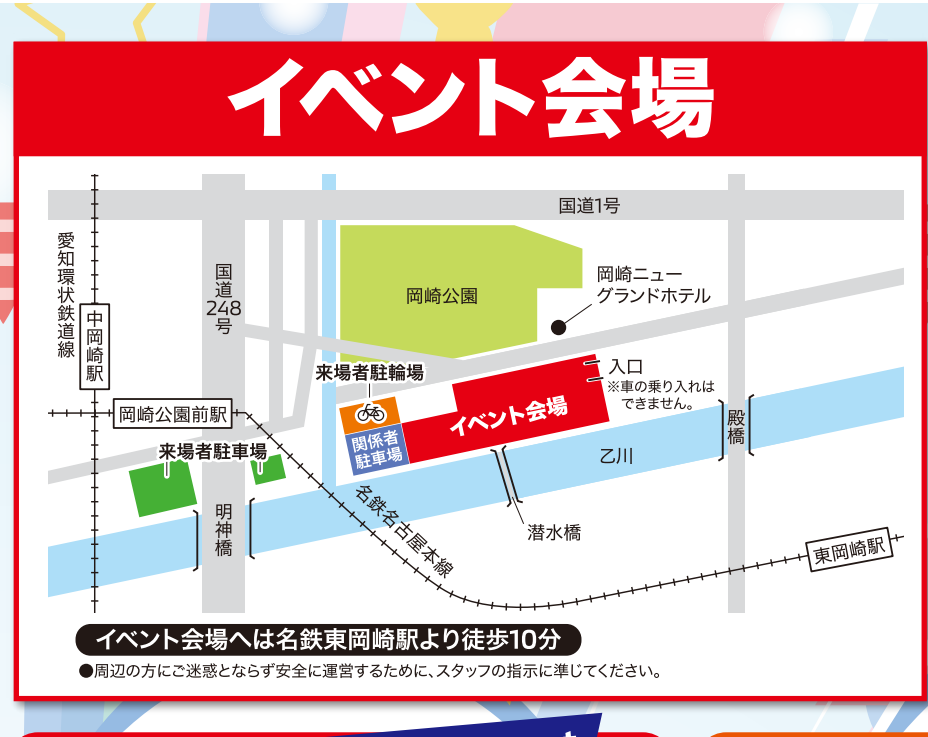 イベント会場
国道1号
愛知環状鉄道線
国道248号
中岡崎駅
岡崎公園
岡崎ニュー
グランドホテル
来場者駐輪場
入口
※車の乗り入れは
できません。
岡崎公園前駅
イベント会場
殿橋
関係者
駐車場
来場者駐車場
乙川
明神橋
名鉄名古屋本線
潜水橋
東岡崎駅
イベント会場へは名鉄東岡崎駅より徒歩10分
●周辺の方にご迷惑とならず安全に運営するために、スタッフの指示に準じてください。